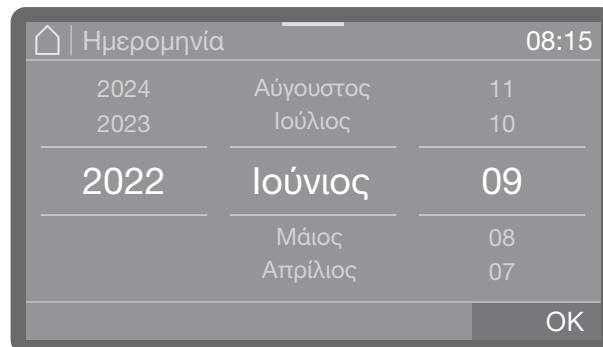 Ημερομηνία 08:15
2024 Αύγουστος 11
2023 Ιούλιος 10
2022 Ιούνιος 09
Μάιος 08
Απρίλιος 07
OK